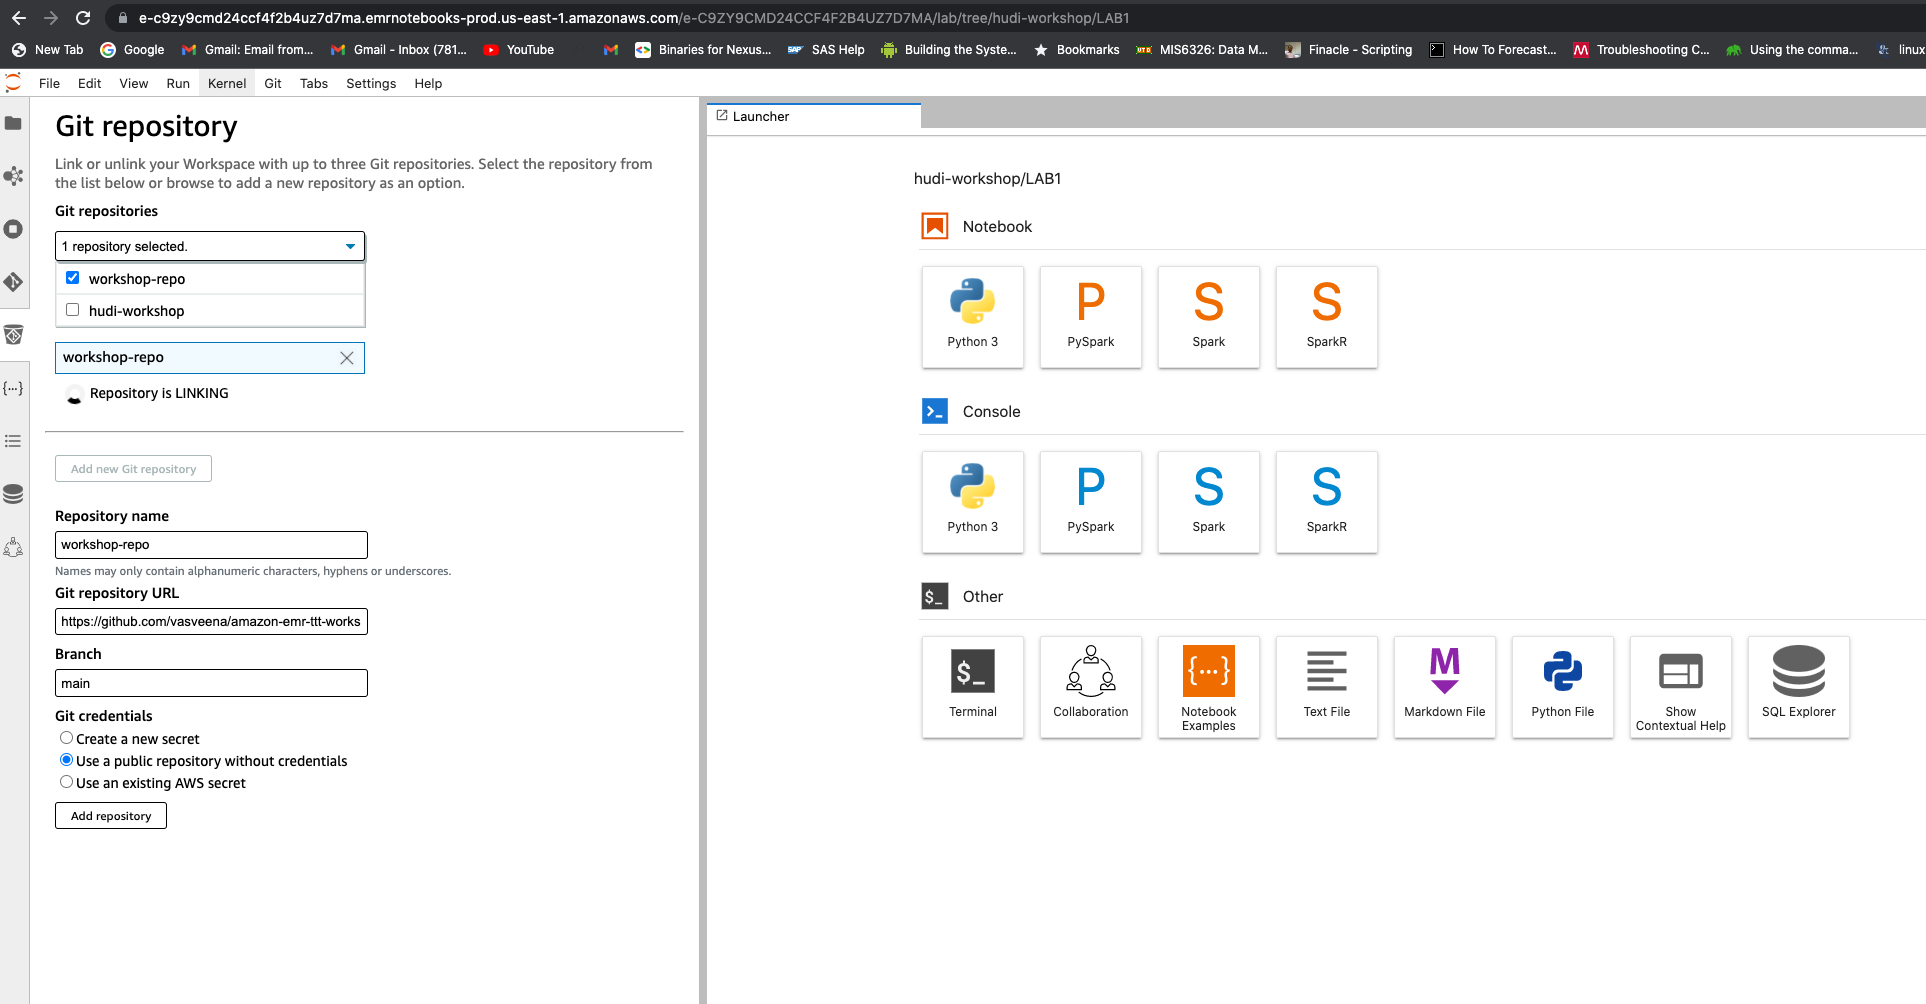 e-c9zy9cmd24ccf4f2b4uz7d7ma.emrnotebooks-prod.us-east-1.amazonaws.com/e-C9ZY9CMD24CCF4F2B4UZ7D7MA/lab/tree/hudi-workshop/LAB1
New Tab Google Gmail: Email from... Gmail - Inbox (781... YouTube Binaries for Nexus... SAP SAS Help Building the Syste... Bookmarks UTD MIS6326: Data M... Finacle - Scripting How To Forecast... Troubleshooting C... Using the comma... linux
File Edit View Run Kernel Git Tabs Settings Help
Git repository
Link or unlink your Workspace with up to three Git repositories. Select the repository from
the list below or browse to add a new repository as an option.
Git repositories
1 repository selected.
workshop-repo
hudi-workshop
workshop-repo
Repository is LINKING
Add new Git repository
Repository name
workshop-repo
Names may only contain alphanumeric characters, hyphens or underscores.
Git repository URL
https://github.com/vasveena/amazon-emr-ttt-works
Branch
main
Git credentials
Create a new secret
Use a public repository without credentials
Use an existing AWS secret
Add repository
Launcher
hudi-workshop/LAB1
Notebook
P S S
Python 3 PySpark Spark SparkR
>_ Console
P S S
Python 3 PySpark Spark SparkR
$_ Other
$_ {...} M
Terminal Collaboration Notebook Examples Text File Markdown File Python File Show Contextual Help SQL Explorer